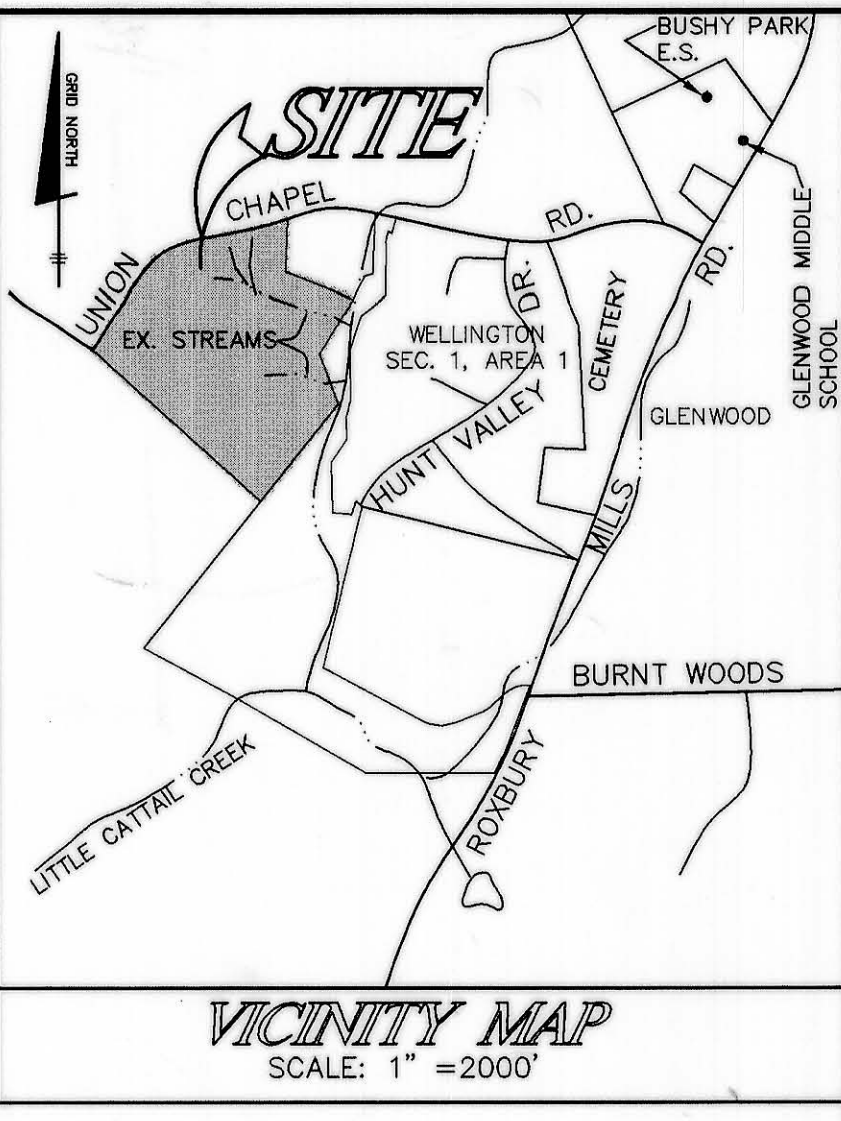 BUSHY PARK
E.S.
GRID NORTH
SITE
UNION CHAPEL RD.
EX. STREAMS
WELLINGTON
SEC. 1, AREA 1
HUNT VALLEY DR.
CEMETERY
GLENWOOD MIDDLE
SCHOOL
GLENWOOD
ROXBURY MILLS RD.
BURNT WOODS
LITTLE CATTAIL CREEK
VICINITY MAP
SCALE: 1" =2000'